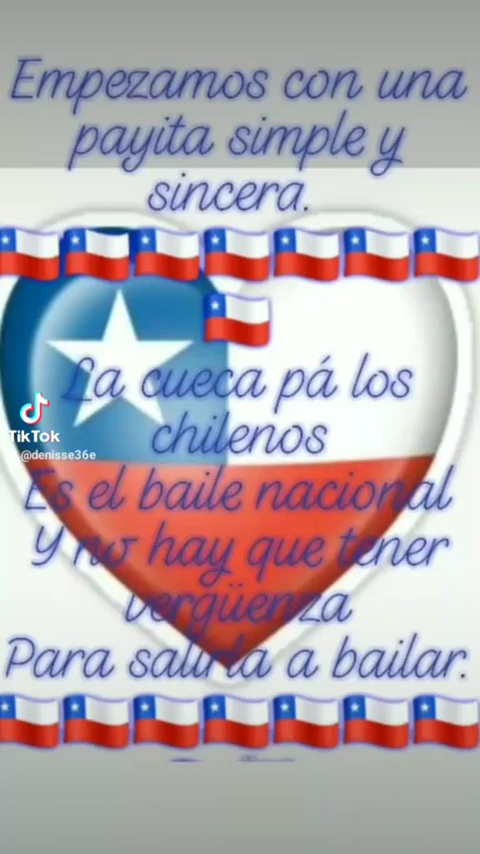 Empezamos con una
payita simple y
sincera.
La cueca pá los
chilenos
Es el baile nacional
Y no hay que tener
vergüenza
Para salirla a bailar.
TikTok
@denisse36e